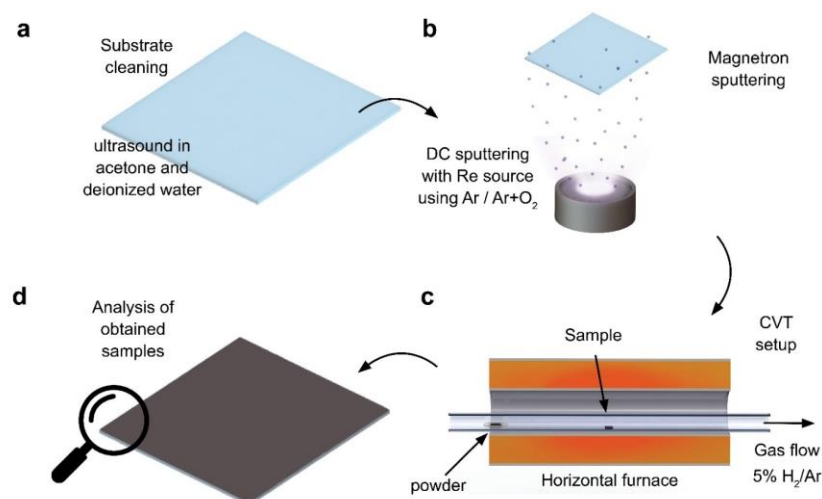 a
Substrate
cleaning
ultrasound in
acetone and
deionized water
b
Magnetron
sputtering
DC sputtering
with Re source
using Ar / Ar+O₂
c
CVT
setup
Sample
powder
Horizontal furnace
Gas flow
5% H₂/Ar
d
Analysis of
obtained
samples